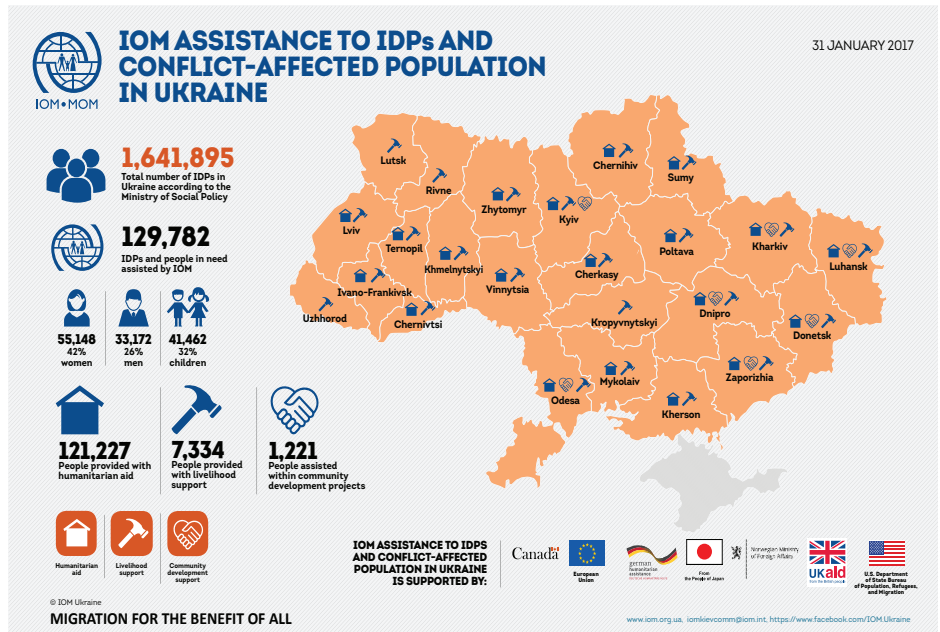 IOM ASSISTANCE TO IDPs AND
CONFLICT-AFFECTED POPULATION
IN UKRAINE
31 JANUARY 2017
IOM•MOM
1,641,895
Total number of IDPs in
Ukraine according to the
Ministry of Social Policy
129,782
IDPs and people in need
assisted by IOM
55,148
42%
women
33,172
26%
men
41,462
32%
children
121,227
People provided with
humanitarian aid
7,334
People provided
with livelihood
support
1,221
People assisted
within community
development projects
Humanitarian
aid
Livelihood
support
Community
development
support
Lutsk
Rivne
Zhytomyr
Kyiv
Chernihiv
Sumy
Lviv
Ternopil
Khmelnytskyi
Vinnytsia
Cherkasy
Poltava
Kharkiv
Luhansk
Ivano-Frankivsk
Uzhhorod
Chernivtsi
Kropyvnytskyi
Dnipro
Donetsk
Zaporizhia
Mykolaiv
Odesa
Kherson
IOM ASSISTANCE TO IDPS
AND CONFLICT-AFFECTED
POPULATION IN UKRAINE
IS SUPPORTED BY:
Canada
European
Union
german
humanitarian
assistance
From
the People of Japan
Norwegian Ministry
of Foreign Affairs
UKaid
from the British people
U.S. Department
of State Bureau
of Population, Refugees,
and Migration
© IOM Ukraine
MIGRATION FOR THE BENEFIT OF ALL
www.iom.org.ua, iomkievcomm@iom.int, https://www.facebook.com/IOM.Ukraine